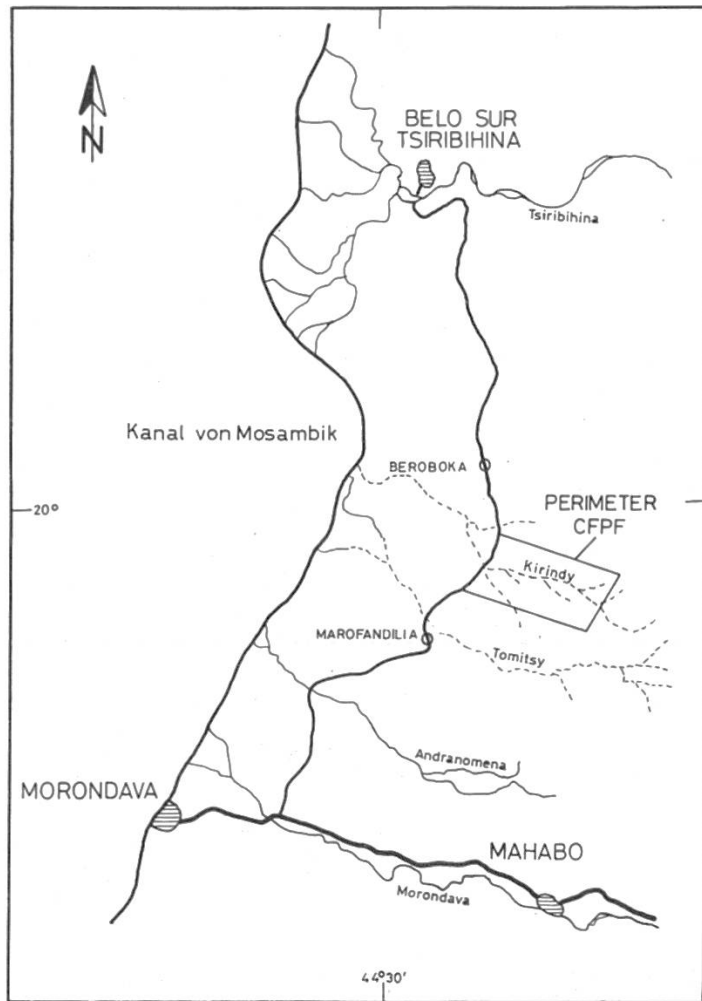 N
BELO SUR
TSIRIBIHINA
Tsiribihina
Kanal von Mosambik
BEROBOKA
20°
PERIMETER
CFPF
Kirindy
MAROFANDILIA
Tomitsy
Andranomena
MORONDAVA
MAHABO
Morondava
44°30'